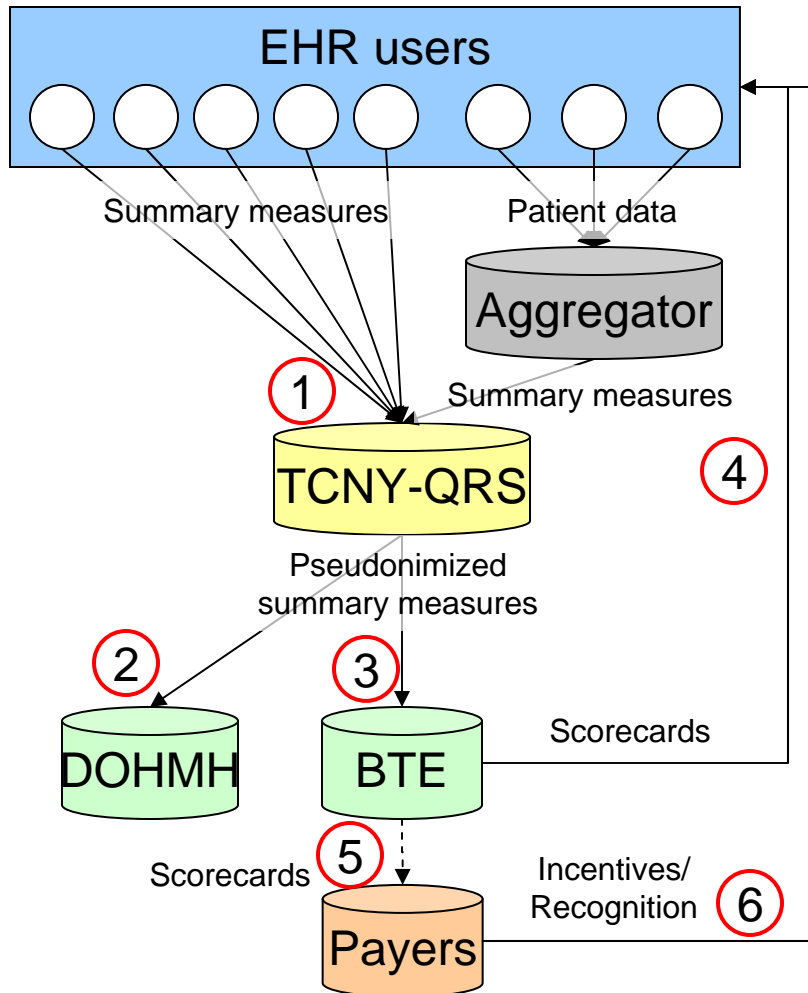 EHR users
Summary measures
Patient data
Aggregator
1
Summary measures
TCNY-QRS
4
Pseudonimized
summary measures
2
3
DOHMH
BTE
Scorecards
5
Scorecards
Incentives/
Recognition
6
Payers